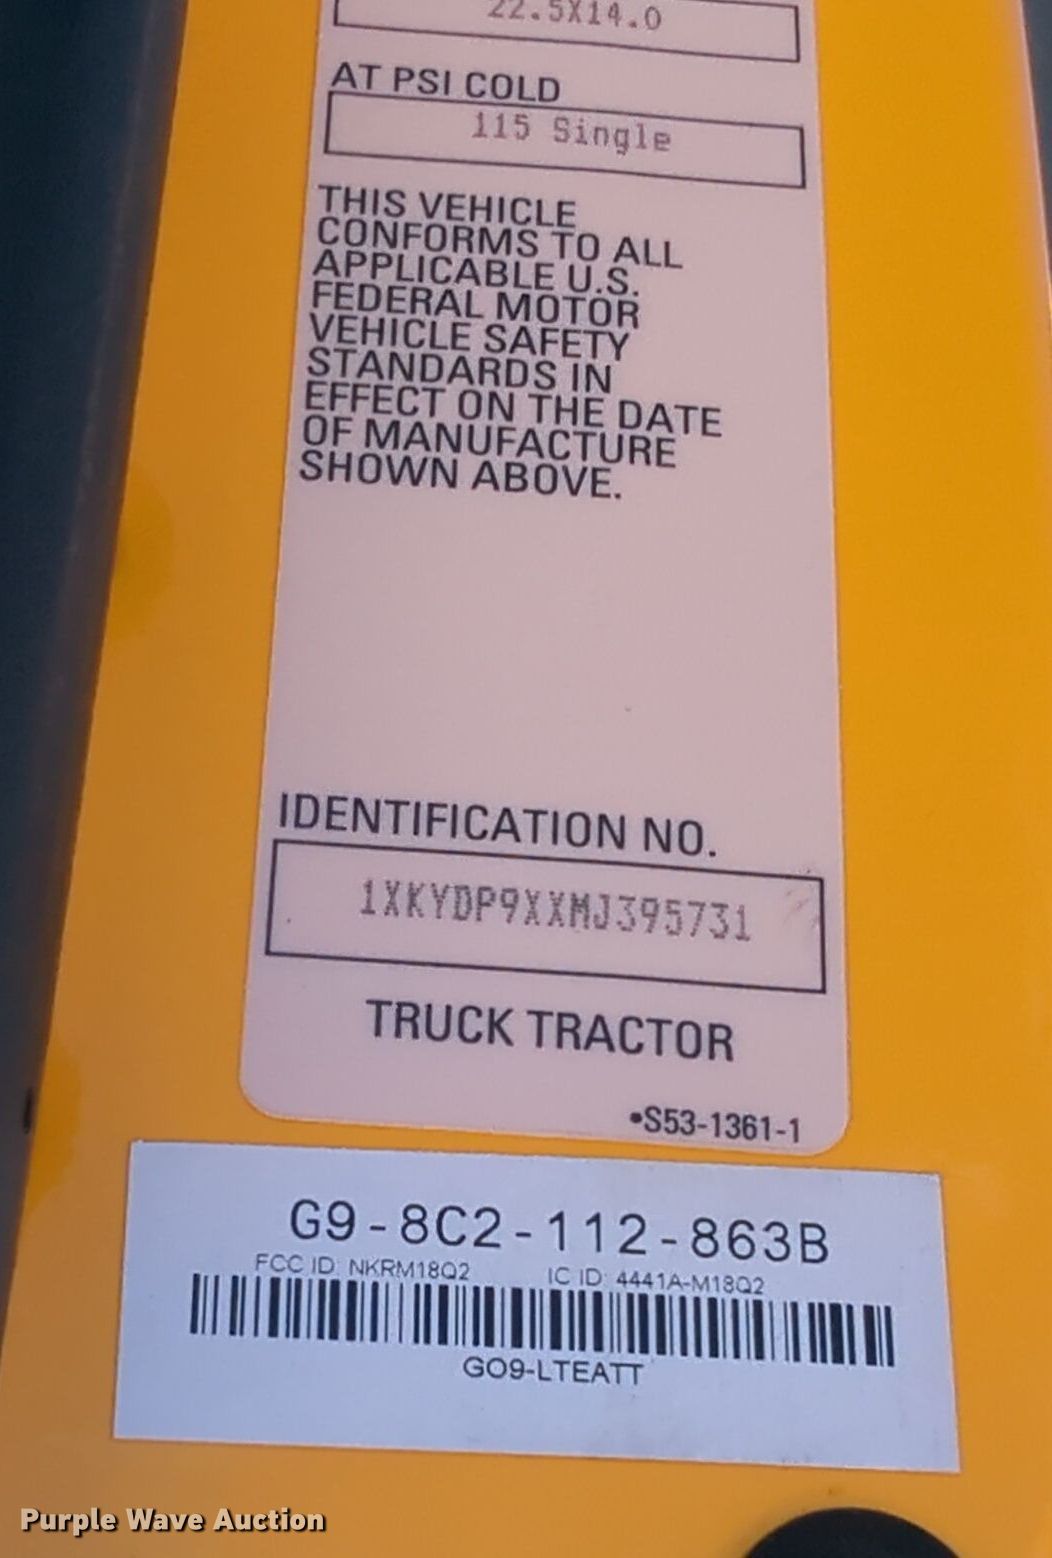 22.5X14.0
AT PSI COLD
115 Single
THIS VEHICLE
CONFORMS TO ALL
APPLICABLE U.S.
FEDERAL MOTOR
VEHICLE SAFETY
STANDARDS IN
EFFECT ON THE DATE
OF MANUFACTURE
SHOWN ABOVE.
IDENTIFICATION NO.
1XKYDP9XXMJ395731
TRUCK TRACTOR
•S53-1361-1
G9-8C2-112-863B
FCC ID: NKRM18Q2 IC ID: 4441A-M18Q2
GO9-LTEATT
Purple Wave Auction